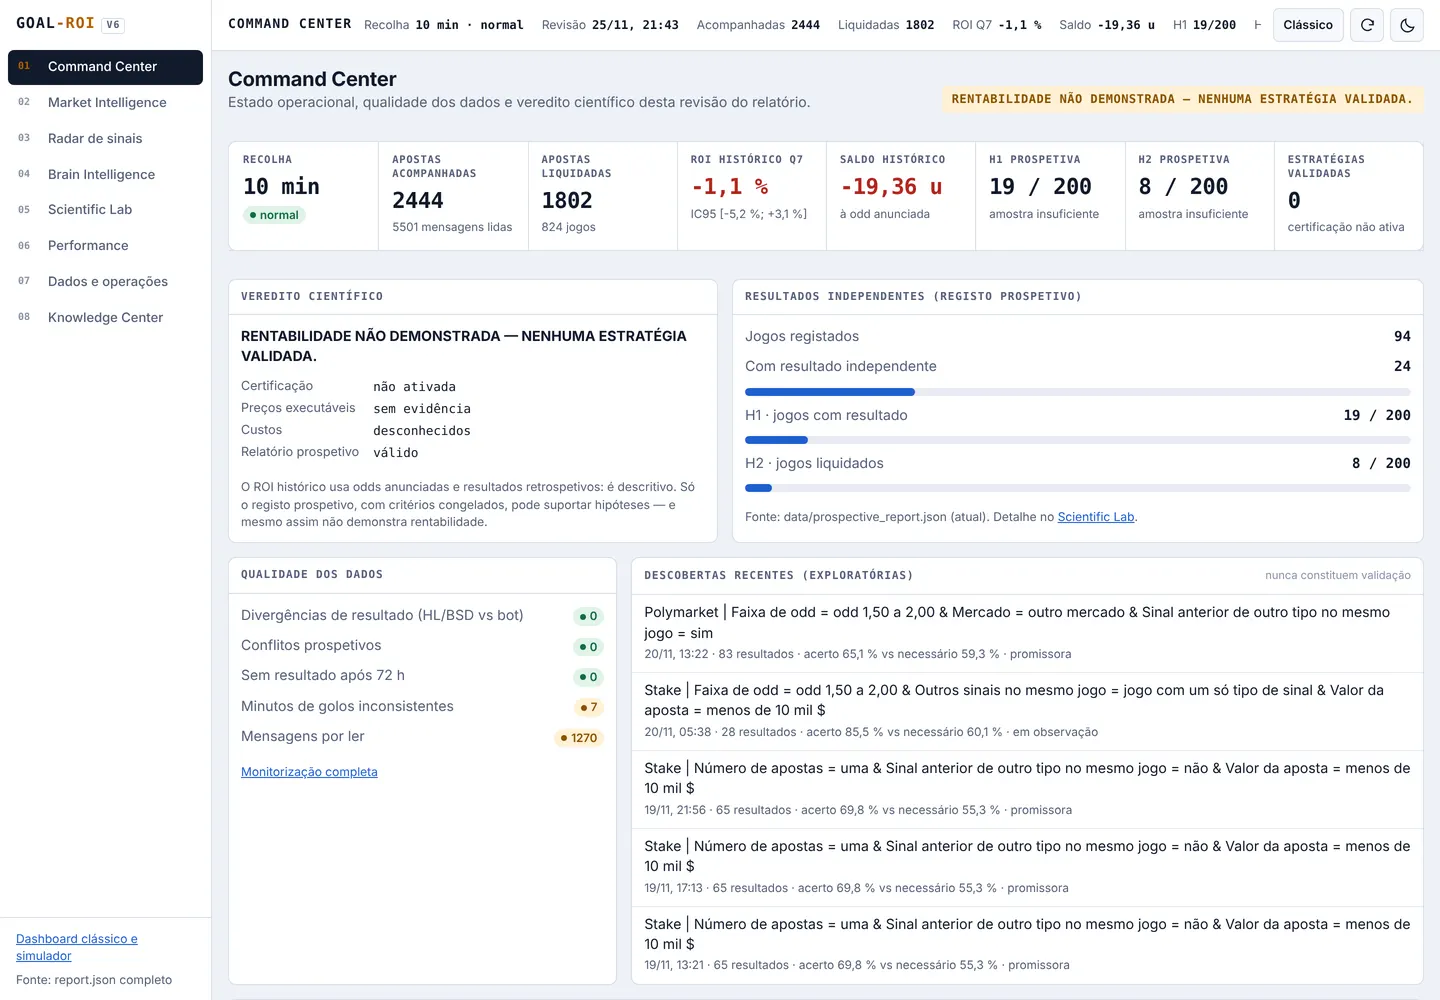 GOAL-ROI V6
01 Command Center
02 Market Intelligence
03 Radar de sinais
04 Brain Intelligence
05 Scientific Lab
06 Performance
07 Dados e operações
08 Knowledge Center
Dashboard clássico e
simulador
Fonte: report.json completo
COMMAND CENTER Recolha 10 min · normal Revisão 25/11, 21:43 Acompanhadas 2444 Liquidadas 1802 ROI Q7 -1,1 % Saldo -19,36 u H1 19/200 Clássico
Command Center
Estado operacional, qualidade dos dados e veredito científico desta revisão do relatório.
RENTABILIDADE NÃO DEMONSTRADA — NENHUMA ESTRATÉGIA VALIDADA.
RECOLHA
10 min
normal
APOSTAS
ACOMPANHADAS
2444
5501 mensagens lidas
APOSTAS
LIQUIDADAS
1802
824 jogos
ROI HISTÓRICO Q7
-1,1 %
IC95 [-5,2 %; +3,1 %]
SALDO HISTÓRICO
-19,36 u
à odd anunciada
H1 PROSPETIVA
19 / 200
amostra insuficiente
H2 PROSPETIVA
8 / 200
amostra insuficiente
ESTRATÉGIAS
VALIDADAS
0
certificação não ativa
VEREDITO CIENTÍFICO
RENTABILIDADE NÃO DEMONSTRADA — NENHUMA ESTRATÉGIA
VALIDADA.
Certificação não ativada
Preços executáveis sem evidência
Custos desconhecidos
Relatório prospetivo válido
O ROI histórico usa odds anunciadas e resultados retrospetivos: é descritivo. Só
o registo prospetivo, com critérios congelados, pode suportar hipóteses — e
mesmo assim não demonstra rentabilidade.
RESULTADOS INDEPENDENTES (REGISTO PROSPETIVO)
Jogos registados 94
Com resultado independente 24
H1 · jogos com resultado 19 / 200
H2 · jogos liquidados 8 / 200
Fonte: data/prospective_report.json (atual). Detalhe no Scientific Lab.
QUALIDADE DOS DADOS
Divergências de resultado (HL/BSD vs bot) 0
Conflitos prospetivos 0
Sem resultado após 72 h 0
Minutos de golos inconsistentes 7
Mensagens por ler 1270
Monitorização completa
DESCOBERTAS RECENTES (EXPLORATÓRIAS) nunca constituem validação
Polymarket | Faixa de odd = odd 1,50 a 2,00 & Mercado = outro mercado & Sinal anterior de outro tipo no mesmo
jogo = sim
20/11, 13:22 · 83 resultados · acerto 65,1 % vs necessário 59,3 % · promissora
Stake | Faixa de odd = odd 1,50 a 2,00 & Outros sinais no mesmo jogo = jogo com um só tipo de sinal & Valor da
aposta = menos de 10 mil $
20/11, 05:38 · 28 resultados · acerto 85,5 % vs necessário 60,1 % · em observação
Stake | Número de apostas = uma & Sinal anterior de outro tipo no mesmo jogo = não & Valor da aposta = menos de
10 mil $
19/11, 21:56 · 65 resultados · acerto 69,8 % vs necessário 55,3 % · promissora
Stake | Número de apostas = uma & Sinal anterior de outro tipo no mesmo jogo = não & Valor da aposta = menos de
10 mil $
19/11, 17:13 · 65 resultados · acerto 69,8 % vs necessário 55,3 % · promissora
Stake | Número de apostas = uma & Sinal anterior de outro tipo no mesmo jogo = não & Valor da aposta = menos de
10 mil $
19/11, 13:21 · 65 resultados · acerto 69,8 % vs necessário 55,3 % · promissora